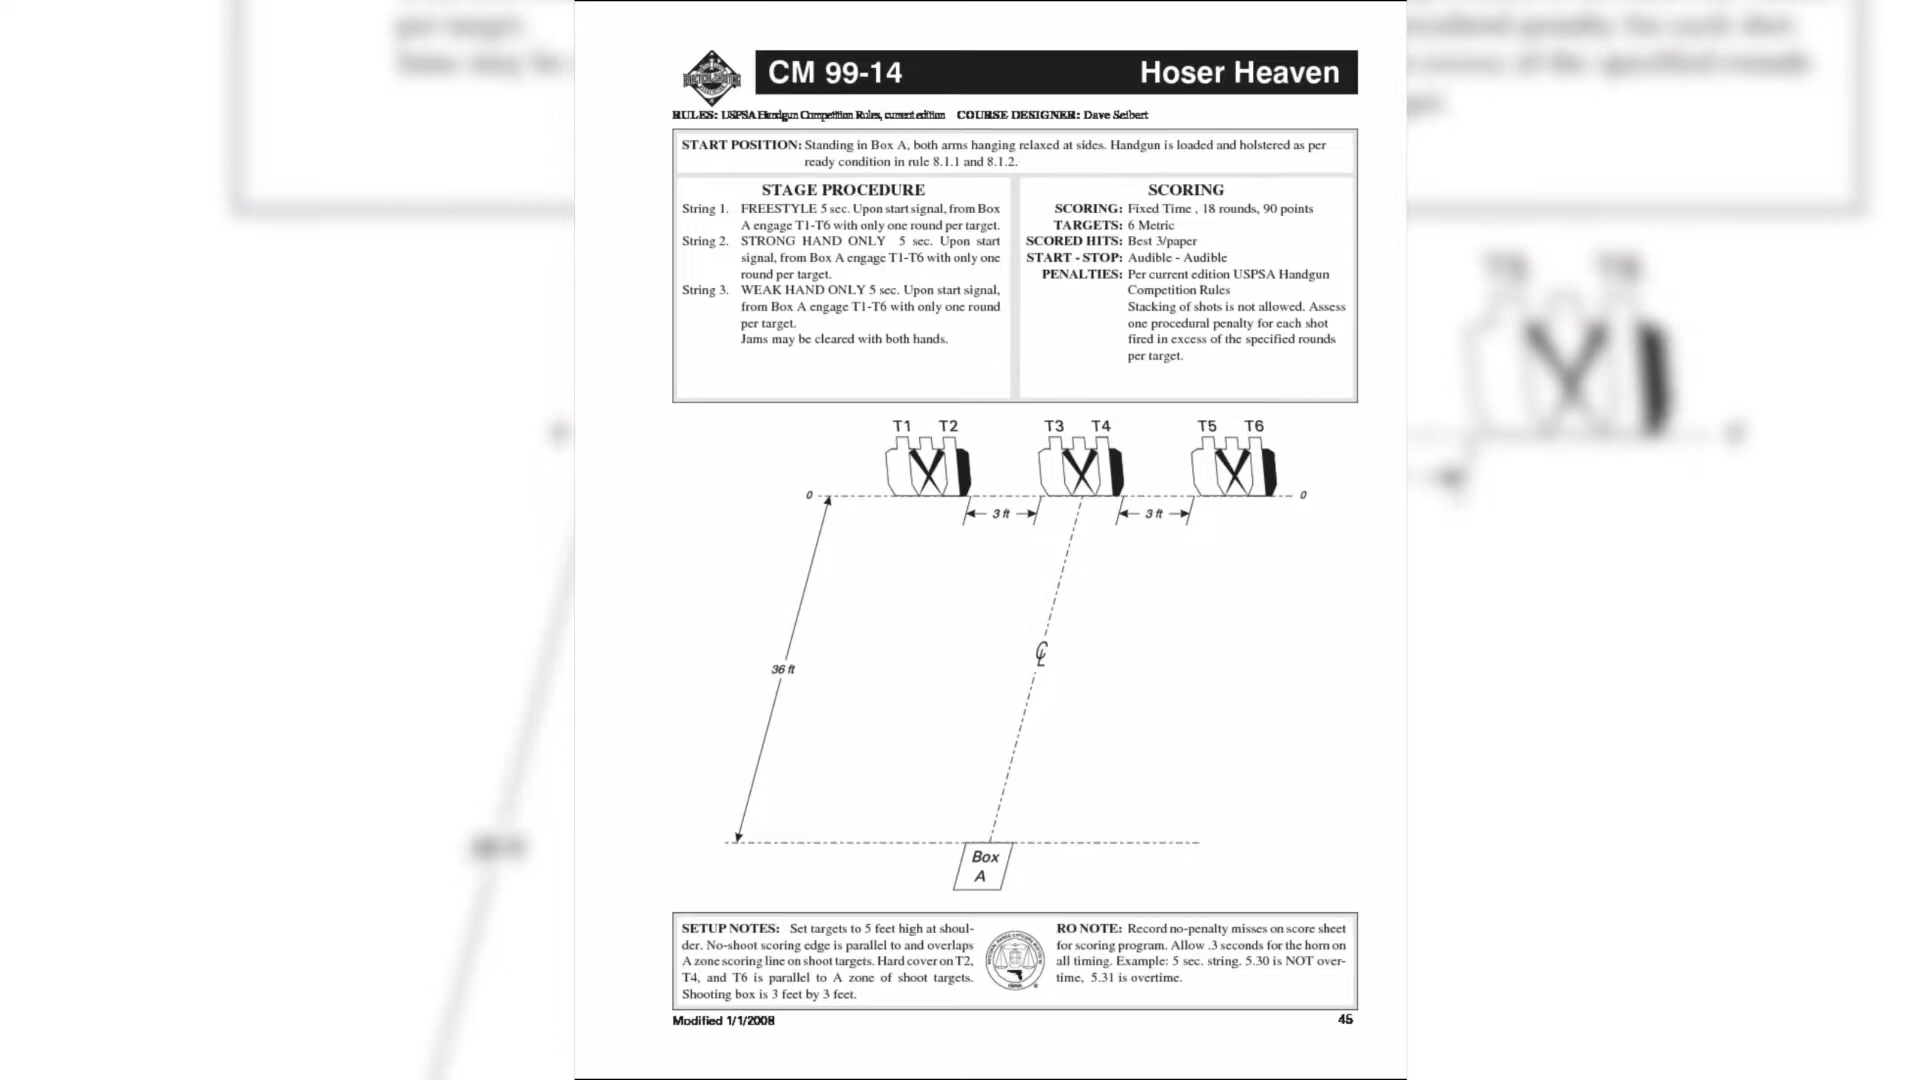 CM 99-14 Hoser Heaven
RULES: USPSA Handgun Competition Rules, current edition COURSE DESIGNER: Dave Seibert
START POSITION: Standing in Box A, both arms hanging relaxed at sides. Handgun is loaded and holstered as per
ready condition in rule 8.1.1 and 8.1.2.
STAGE PROCEDURE
String 1. FREESTYLE 5 sec. Upon start signal, from Box
A engage T1-T6 with only one round per target.
String 2. STRONG HAND ONLY 5 sec. Upon start
signal, from Box A engage T1-T6 with only one
round per target.
String 3. WEAK HAND ONLY 5 sec. Upon start signal,
from Box A engage T1-T6 with only one round
per target.
Jams may be cleared with both hands.
SCORING
SCORING: Fixed Time , 18 rounds, 90 points
TARGETS: 6 Metric
SCORED HITS: Best 3/paper
START - STOP: Audible - Audible
PENALTIES: Per current edition USPSA Handgun
Competition Rules
Stacking of shots is not allowed. Assess
one procedural penalty for each shot
fired in excess of the specified rounds
per target.
T1 T2 T3 T4 T5 T6
0 0
3 ft 3 ft
36 ft
Box
A
SETUP NOTES: Set targets to 5 feet high at shoul-
der. No-shoot scoring edge is parallel to and overlaps
A zone scoring line on shoot targets. Hard cover on T2,
T4, and T6 is parallel to A zone of shoot targets.
Shooting box is 3 feet by 3 feet.
RO NOTE: Record no-penalty misses on score sheet
for scoring program. Allow .3 seconds for the horn on
all timing. Example: 5 sec. string. 5.30 is NOT over-
time, 5.31 is overtime.
Modified 1/1/2008 45